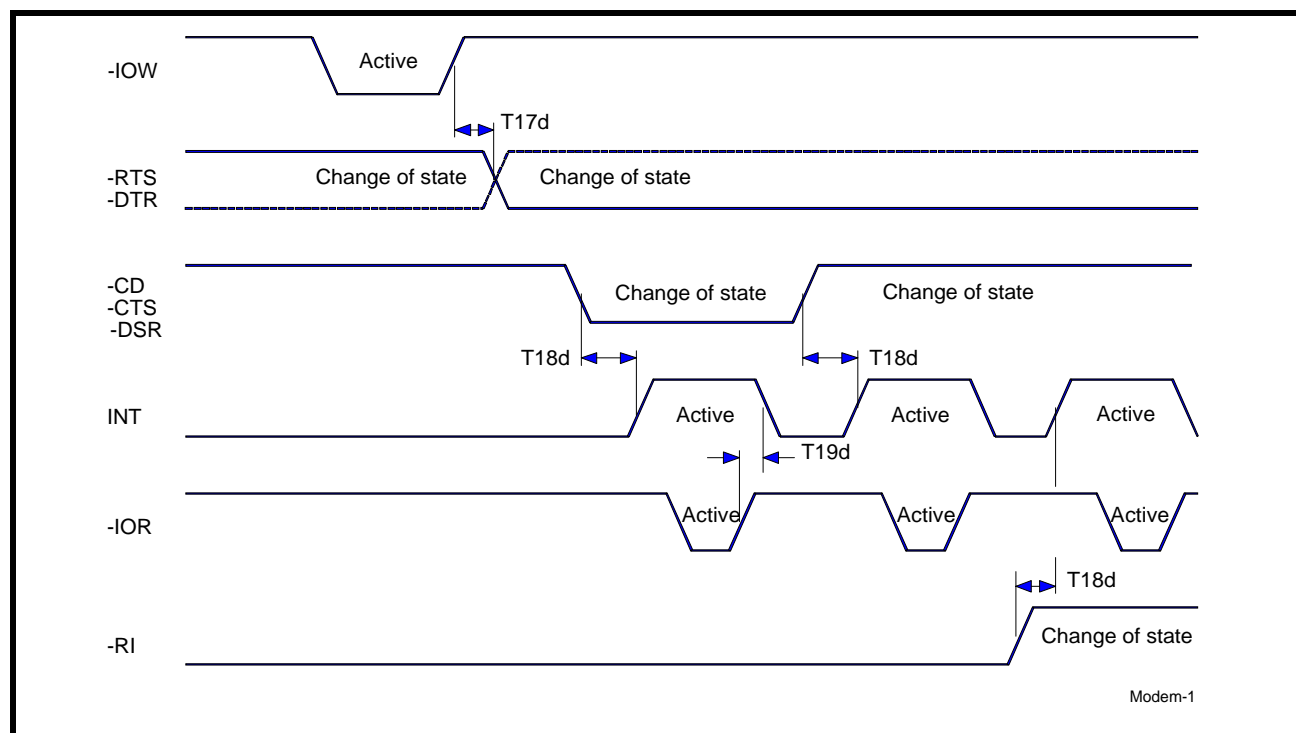 -IOW
Active
T17d
-RTS
-DTR
Change of state
Change of state
-CD
-CTS
-DSR
Change of state
Change of state
T18d
T18d
INT
Active
Active
Active
T19d
-IOR
Active
Active
Active
T18d
-RI
Change of state
Modem-1